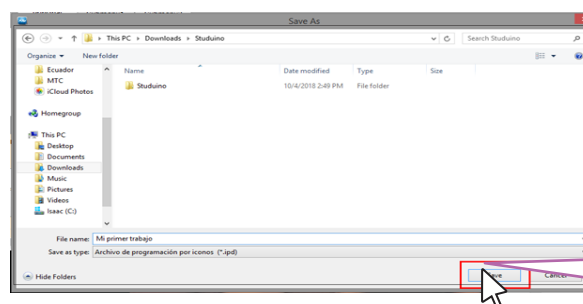 Save As
This PC ▸ Downloads ▸ Studuino
Search Studuino
Organize New folder
Name Date modified Type Size
Ecuador
MTC
iCloud Photos
Homegroup
This PC
Desktop
Documents
Downloads
Music
Pictures
Videos
Isaac (C:)
Studuino 10/4/2018 2:49 PM File folder
File name: Mi primer trabajo
Save as type: Archivo de programación por iconos (*.ipd)
Hide Folders
Save Cancel